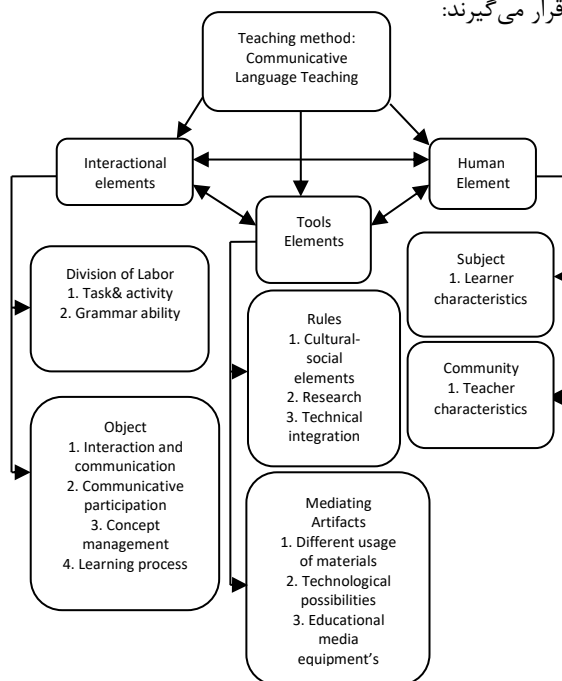 قرار می‌گیرند:
Teaching method:
Communicative
Language Teaching
Interactional
elements
Human
Element
Tools
Elements
Division of Labor
1. Task& activity
2. Grammar ability
Object
1. Interaction and
communication
2. Communicative
participation
3. Concept
management
4. Learning process
Rules
1. Cultural-
social
elements
2. Research
3. Technical
integration
Mediating
Artifacts
1. Different usage
of materials
2. Technological
possibilities
3. Educational
media
equipment's
Subject
1. Learner
characteristics
Community
1. Teacher
characteristics